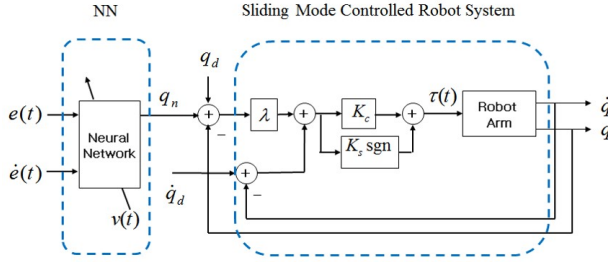 NN
Sliding Mode Controlled Robot System
q_d
q_n
e(t)
ė(t)
Neural
Network
v(t)
+
−
λ
+
K_c
K_s sgn
+
τ(t)
Robot
Arm
q̇
q
q̇_d
+
−